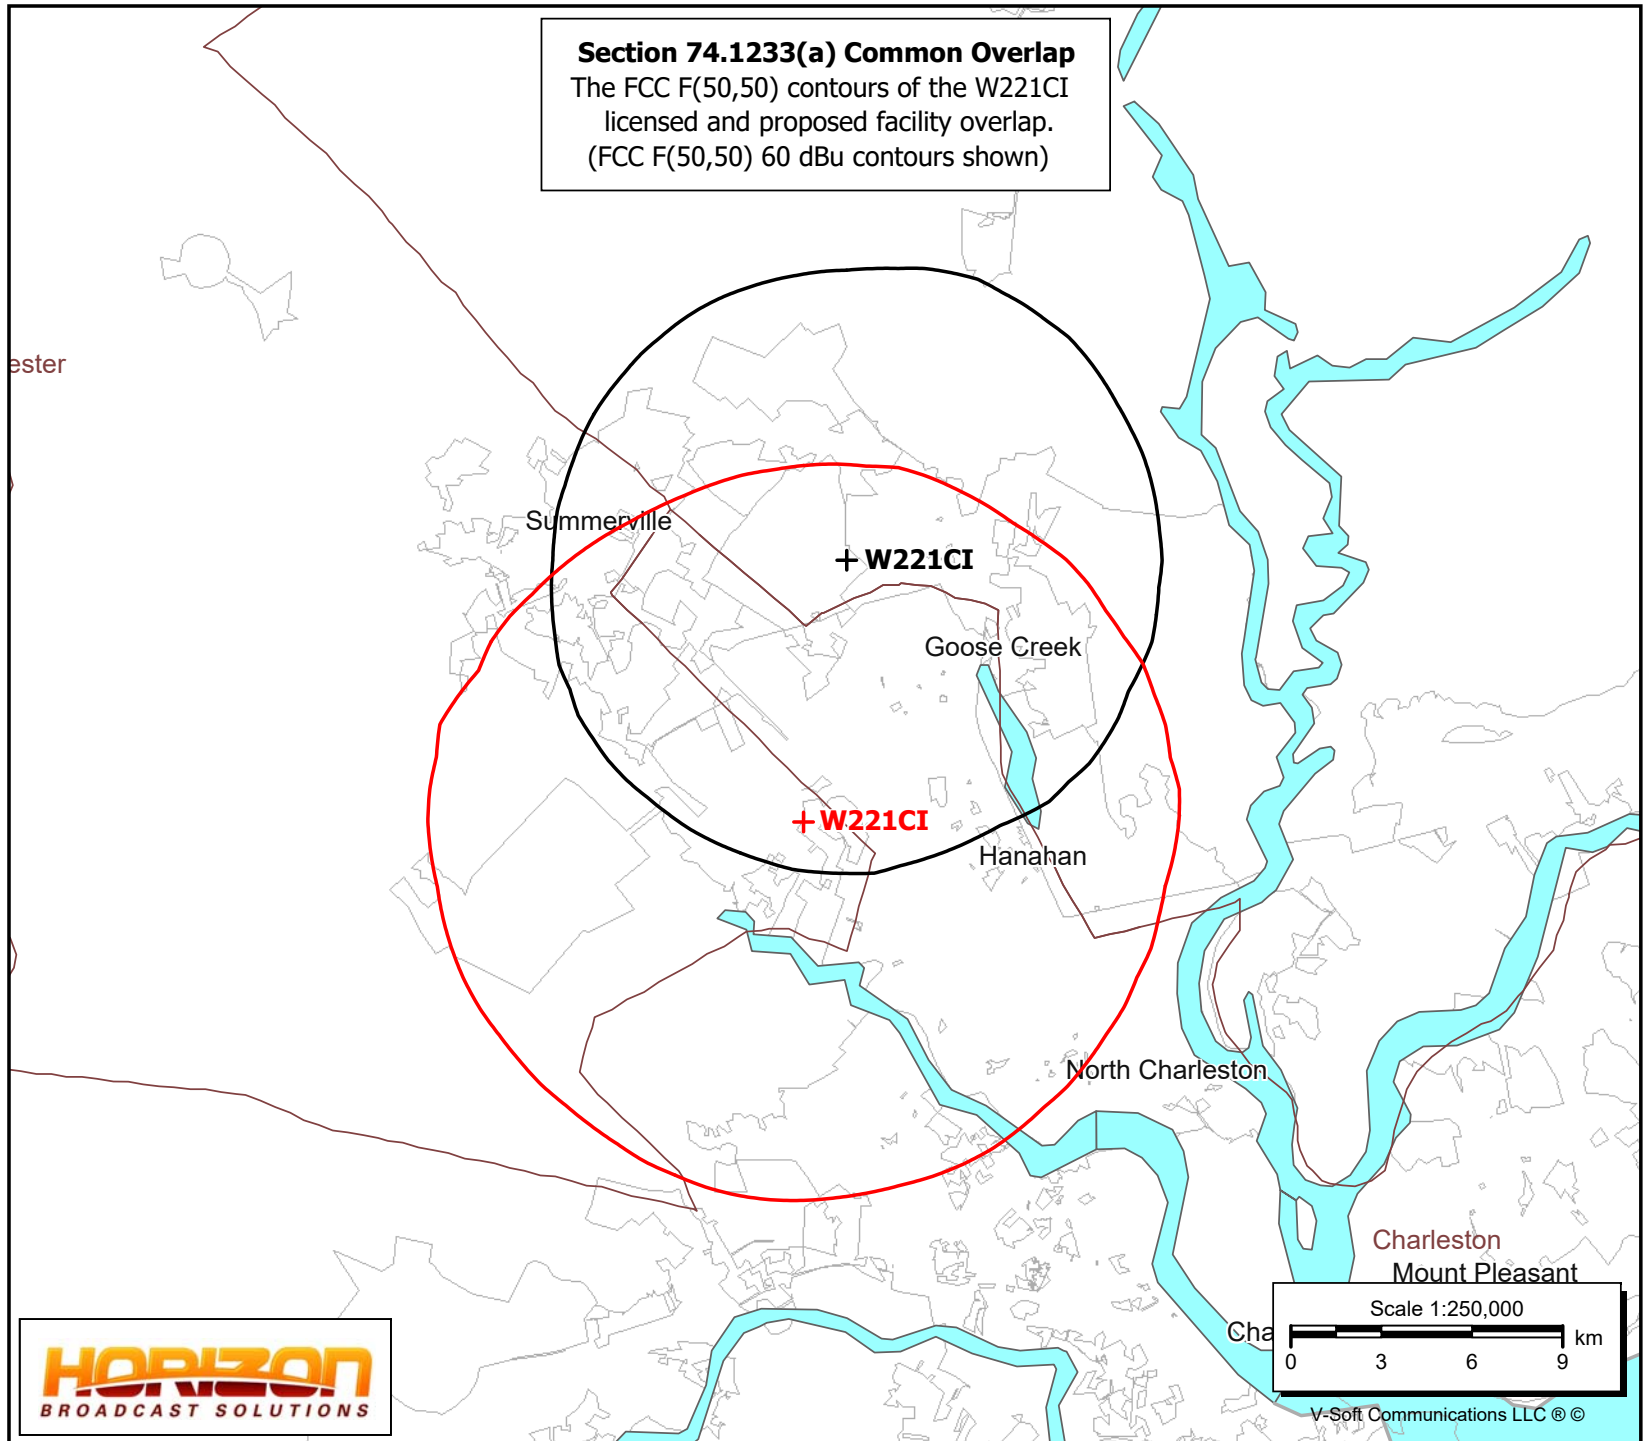 Section 74.1233(a) Common Overlap
The FCC F(50,50) contours of the W221CI
licensed and proposed facility overlap.
(FCC F(50,50) 60 dBu contours shown)
ester
Summerville
W221CI
Goose Creek
W221CI
Hanahan
North Charleston
Charleston
Mount Pleasant
Cha
Scale 1:250,000
km
0 3 6 9
V-Soft Communications LLC ® ©
HORIZON
BROADCAST SOLUTIONS